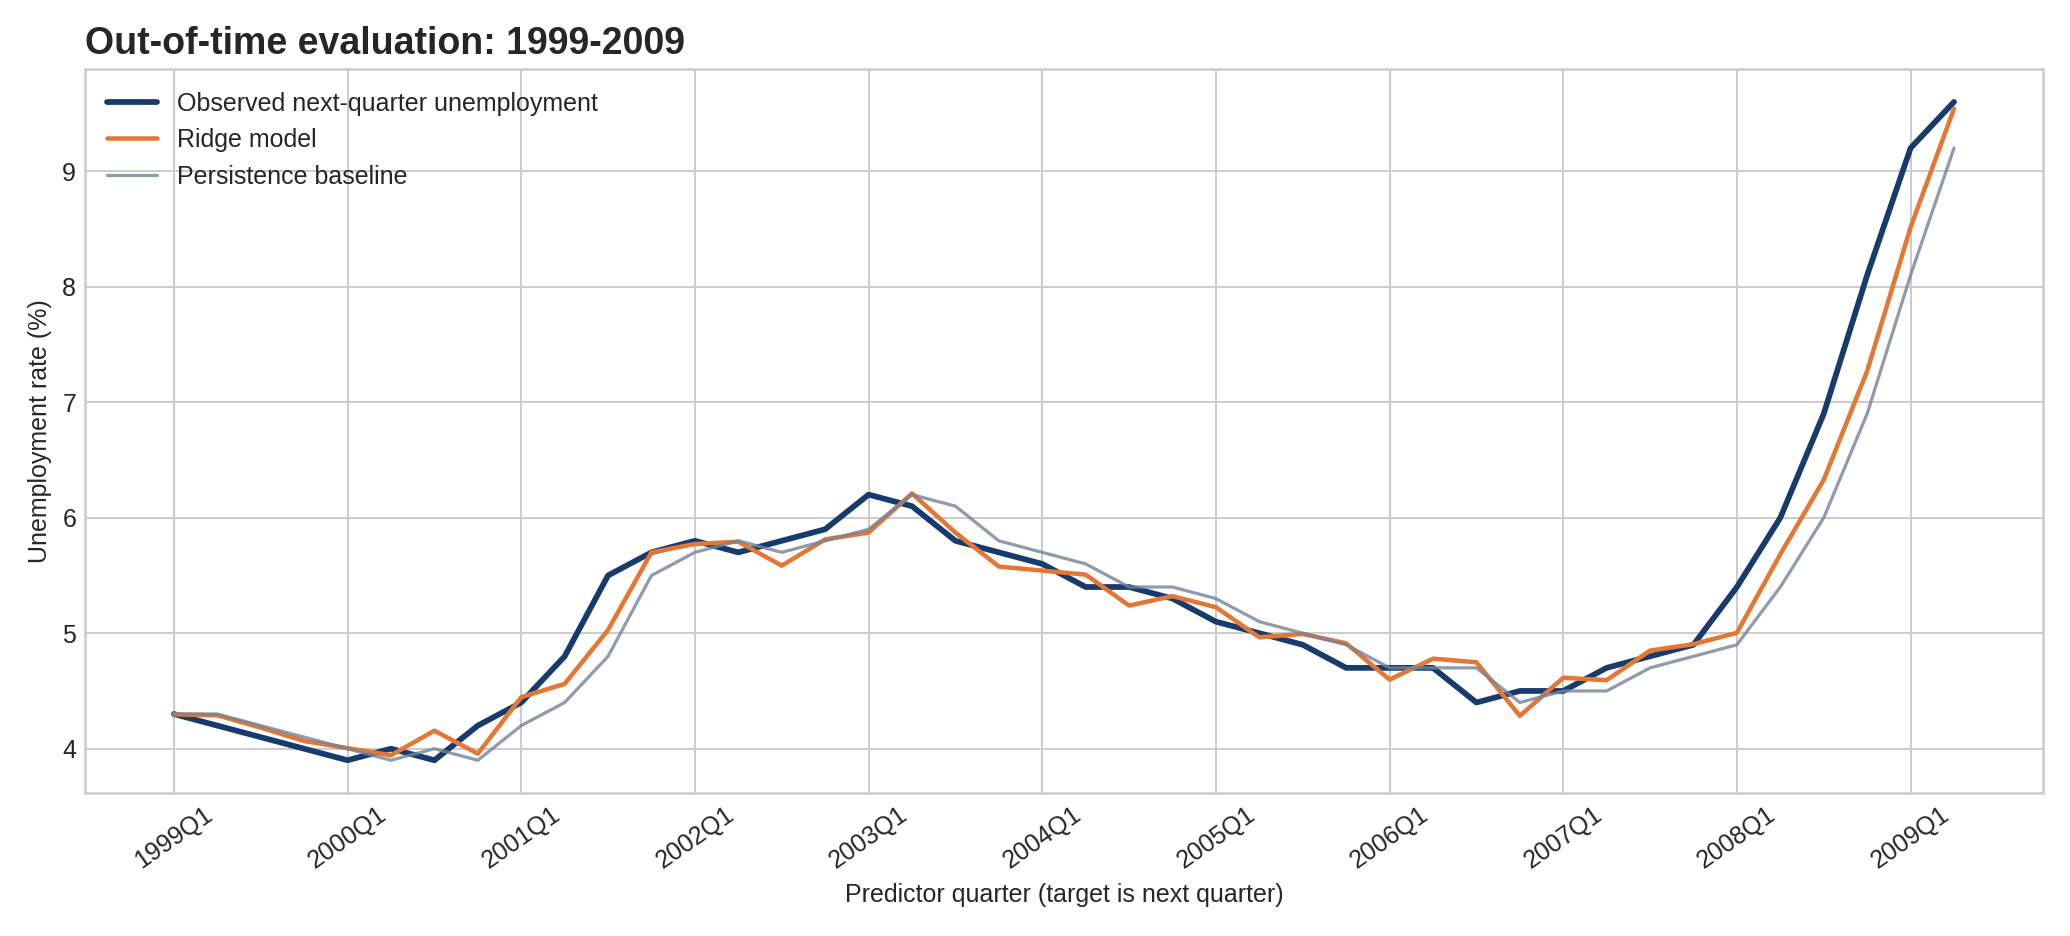 Out-of-time evaluation: 1999-2009
Observed next-quarter unemployment
Ridge model
Persistence baseline
Unemployment rate (%)
9
8
7
6
5
4
1999Q1
2000Q1
2001Q1
2002Q1
2003Q1
2004Q1
2005Q1
2006Q1
2007Q1
2008Q1
2009Q1
Predictor quarter (target is next quarter)